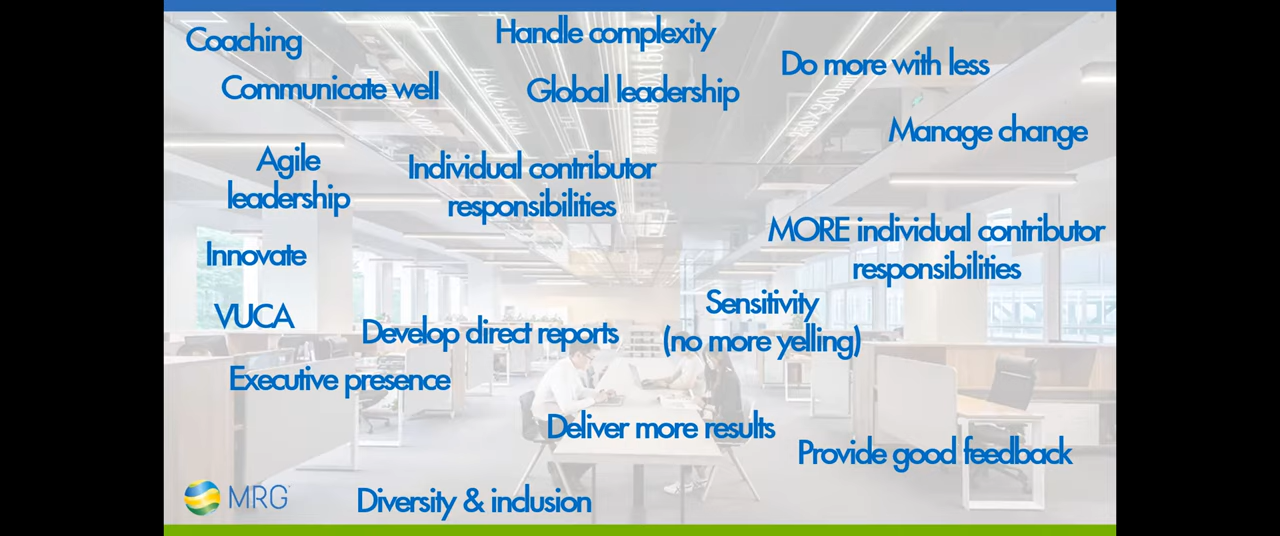 Coaching
Handle complexity
Do more with less
Communicate well
Global leadership
Manage change
Agile
leadership
Individual contributor
responsibilities
MORE individual contributor
responsibilities
Innovate
VUCA
Sensitivity
(no more yelling)
Develop direct reports
Executive presence
Deliver more results
Provide good feedback
MRG
Diversity & inclusion